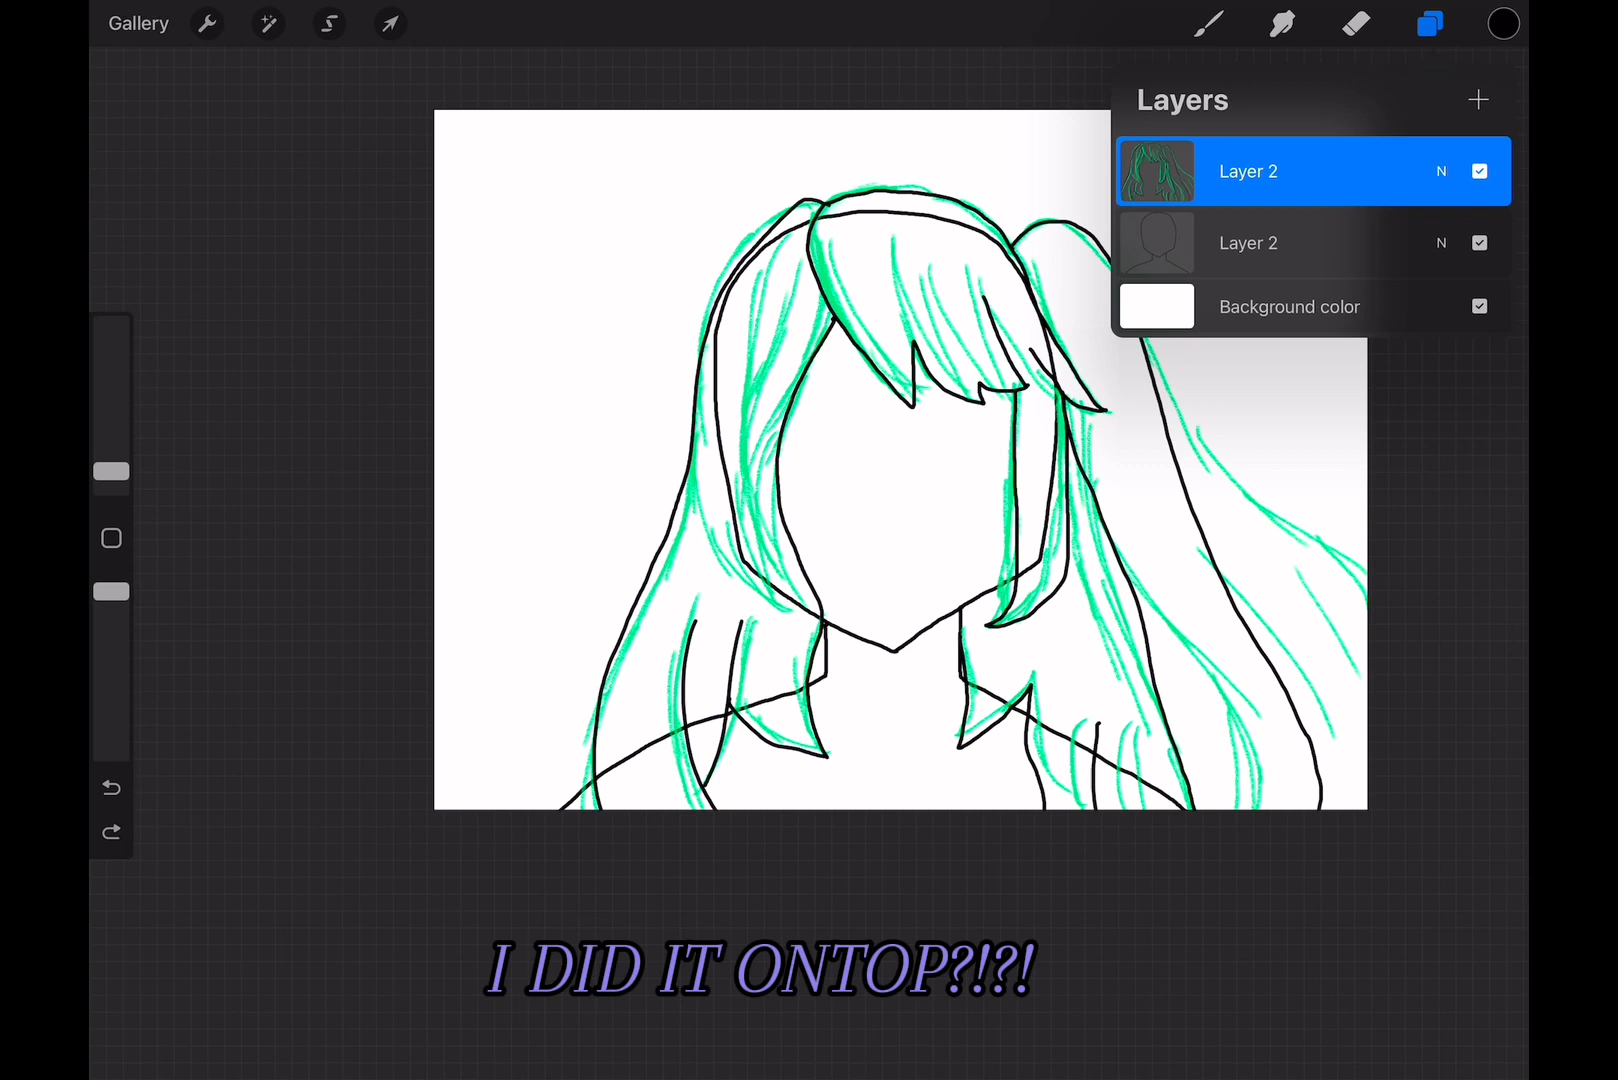 Gallery
Layers
Layer 2 N
Layer 2 N
Background color
I DID IT ONTOP?!?!